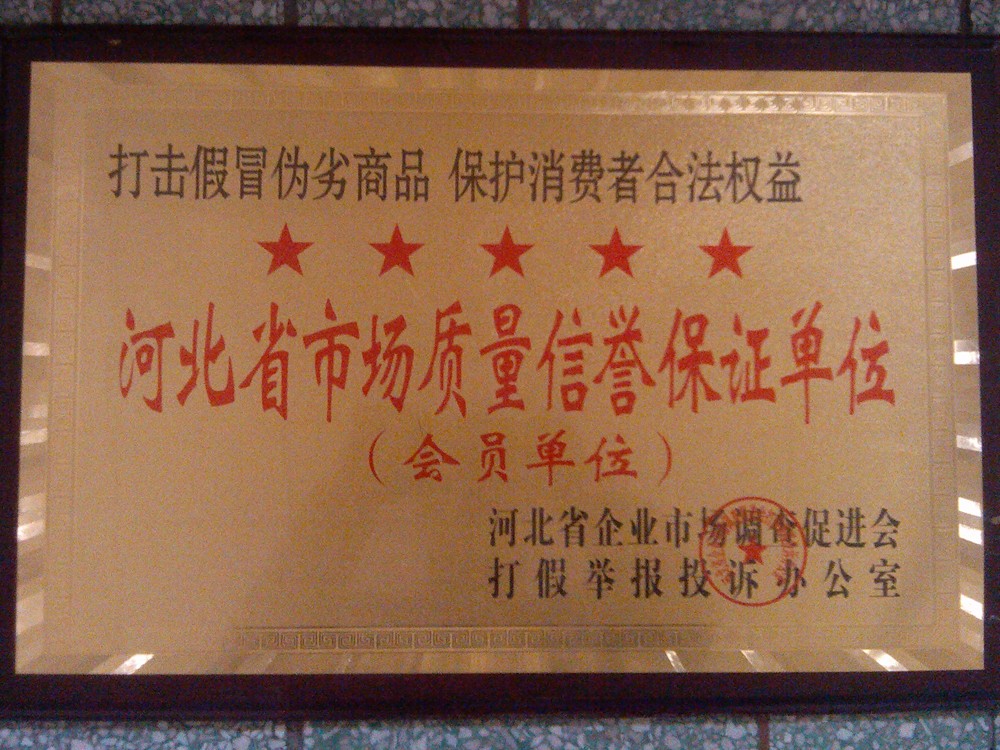 打击假冒伪劣商品 保护消费者合法权益
河北省市场质量信誉保证单位
（会员单位）
河北省企业市场调查促进会
打假举报投诉办公室